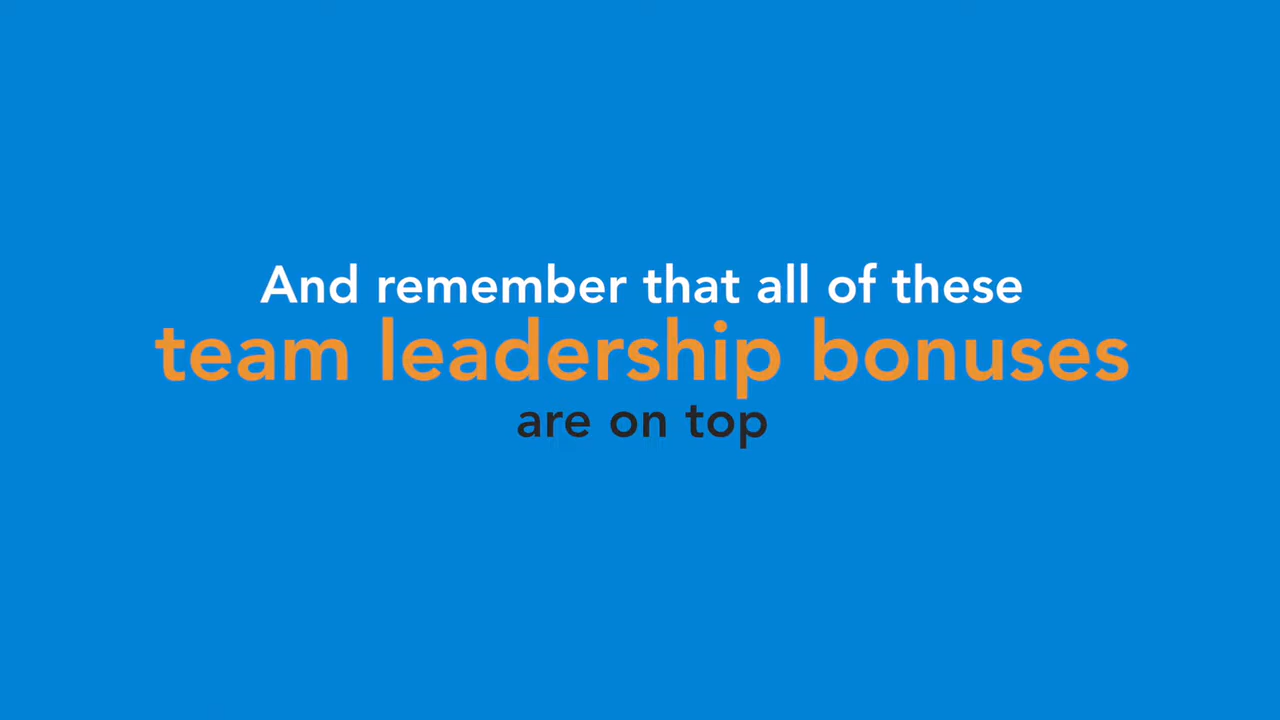 And remember that all of these
team leadership bonuses
are on top